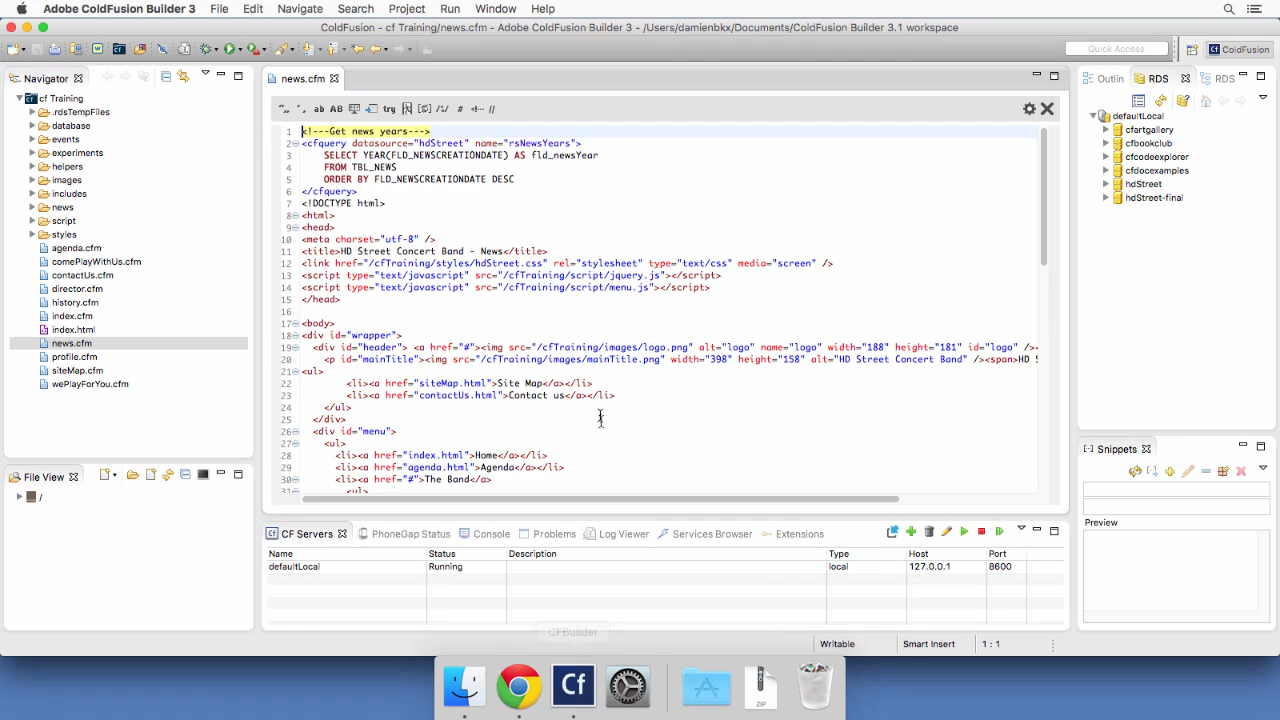 Adobe ColdFusion Builder 3 File Edit Navigate Search Project Run Window Help
ColdFusion - cf Training/news.cfm - Adobe ColdFusion Builder 3 - /Users/damienbkx/Documents/ColdFusion Builder 3.1 workspace
Quick Access
ColdFusion
Navigator
cf Training
.rdsTempFiles
database
events
experiments
helpers
images
includes
news
script
styles
agenda.cfm
comePlayWithUs.cfm
contactUs.cfm
director.cfm
history.cfm
index.cfm
index.html
news.cfm
profile.cfm
siteMap.cfm
wePlayForYou.cfm
File View
/
news.cfm
ab AB try # //
1 <!---Get news years--->
2 <cfquery datasource="hdStreet" name="rsNewsYears">
3 SELECT YEAR(FLD_NEWSCREATIONDATE) AS fld_newsYear
4 FROM TBL_NEWS
5 ORDER BY FLD_NEWSCREATIONDATE DESC
6 </cfquery>
7 <!DOCTYPE html>
8 <html>
9 <head>
10 <meta charset="utf-8" />
11 <title>HD Street Concert Band - News</title>
12 <link href="/cfTraining/styles/hdStreet.css" rel="stylesheet" type="text/css" media="screen" />
13 <script type="text/javascript" src="/cfTraining/script/jquery.js"></script>
14 <script type="text/javascript" src="/cfTraining/script/menu.js"></script>
15 </head>
16
17 <body>
18 <div id="wrapper">
19 <div id="header"> <a href="#"><img src="/cfTraining/images/logo.png" alt="logo" name="logo" width="188" height="181" id="logo" /><
20 <p id="mainTitle"><img src="/cfTraining/images/mainTitle.png" width="398" height="158" alt="HD Street Concert Band" /><span>HD S
21 <ul>
22 <li><a href="siteMap.html">Site Map</a></li>
23 <li><a href="contactUs.html">Contact us</a></li>
24 </ul>
25 </div>
26 <div id="menu">
27 <ul>
28 <li><a href="index.html">Home</a></li>
29 <li><a href="agenda.html">Agenda</a></li>
30 <li><a href="#">The Band</a>
31 <ul>
CF Servers PhoneGap Status Console Problems Log Viewer Services Browser Extensions
Name Status Description Type Host Port
defaultLocal Running local 127.0.0.1 8600
CFBuilder
Writable Smart Insert 1 : 1
Outlin RDS RDS
defaultLocal
cfartgallery
cfbookclub
cfcodeexplorer
cfdocexamples
hdStreet
hdStreet-final
Snippets
Preview
Cf
ZIP